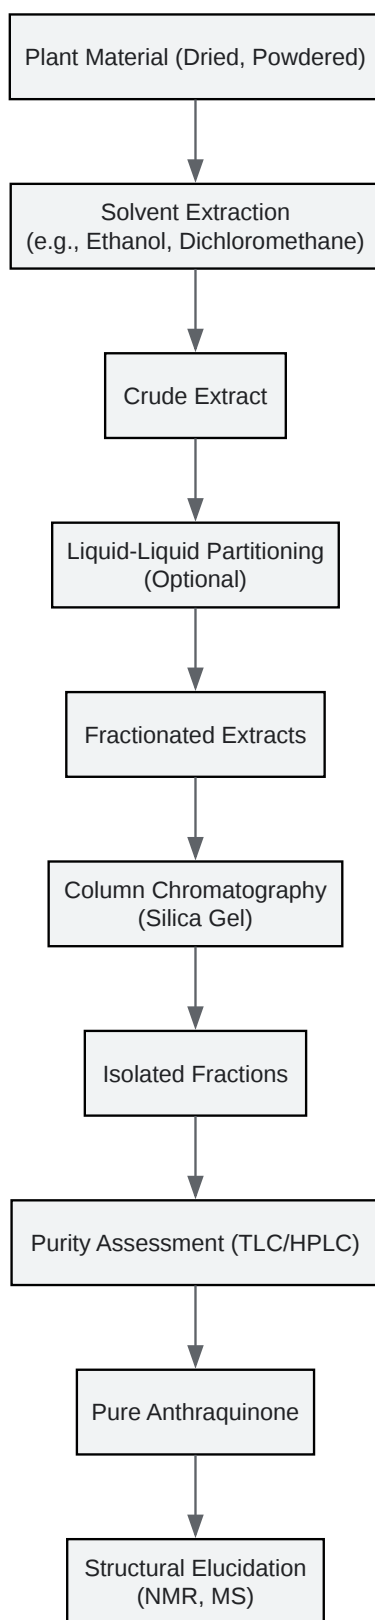 Plant Material (Dried, Powdered)
Solvent Extraction
(e.g., Ethanol, Dichloromethane)
Crude Extract
Liquid-Liquid Partitioning
(Optional)
Fractionated Extracts
Column Chromatography
(Silica Gel)
Isolated Fractions
Purity Assessment (TLC/HPLC)
Pure Anthraquinone
Structural Elucidation
(NMR, MS)